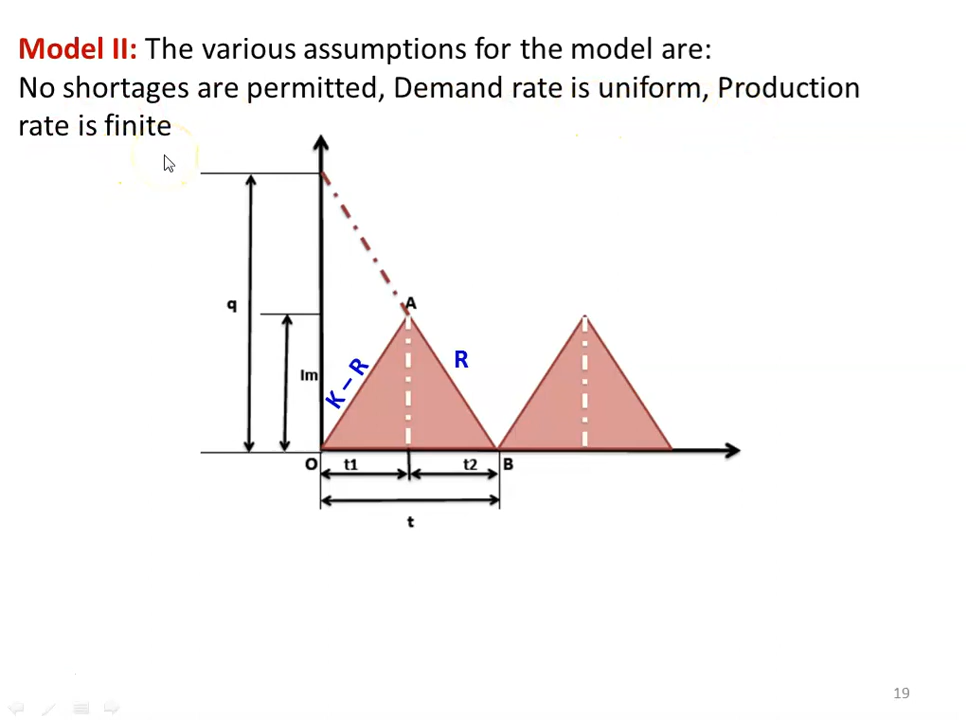 Model II: The various assumptions for the model are:
No shortages are permitted, Demand rate is uniform, Production
rate is finite
A
q
R
K – R
Im
O
t1
t2
B
t
19